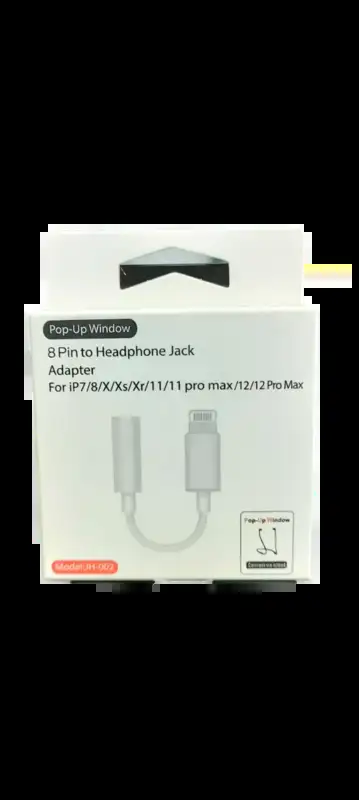 Pop-Up Window
8 Pin to Headphone Jack
Adapter
For iP7/8/X/Xs/Xr/11/11 pro max/12/12 Pro Max
Pop-Up Window
Model:JH-002